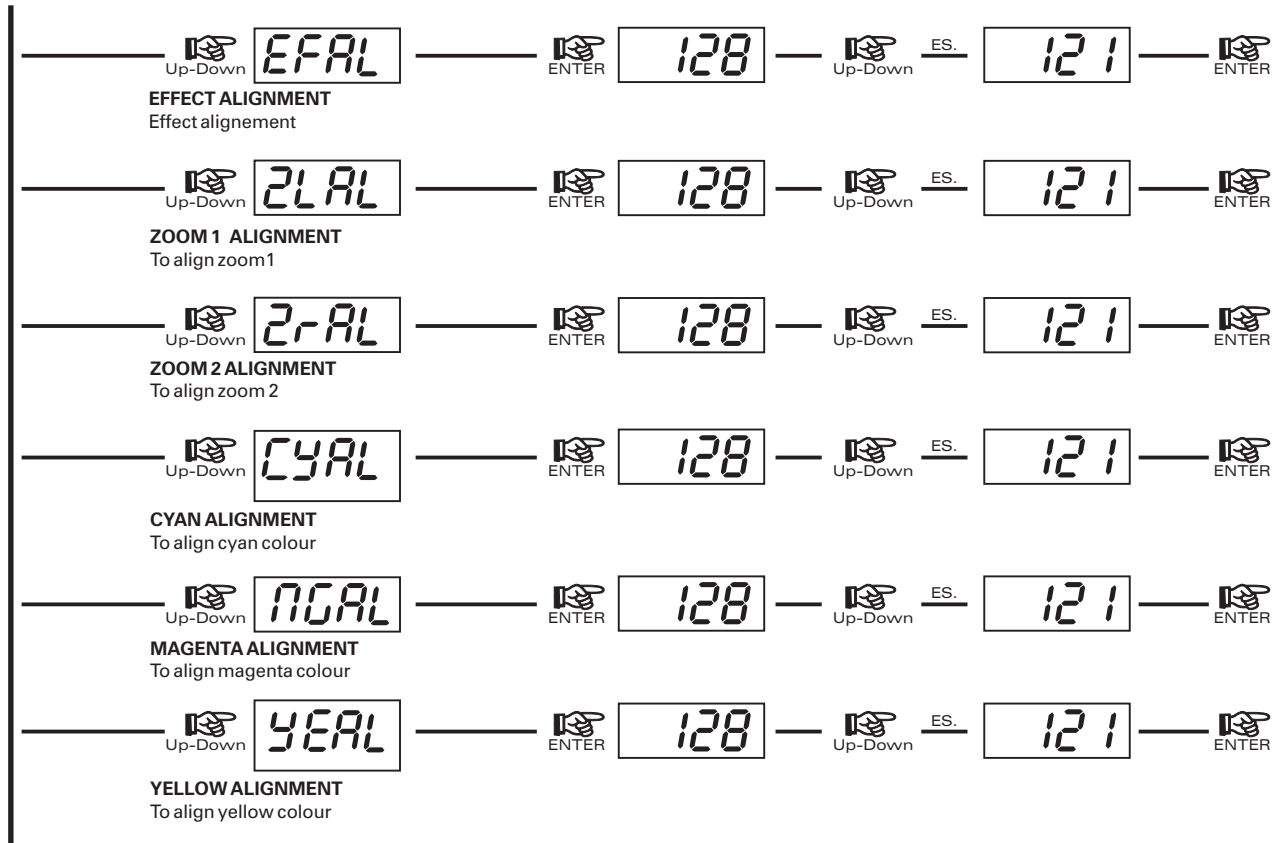 EFAL 128 ES. 121
Up-Down ENTER Up-Down ENTER
EFFECT ALIGNMENT
Effect alignement
2LAL 128 ES. 121
Up-Down ENTER Up-Down ENTER
ZOOM 1 ALIGNMENT
To align zoom1
2rAL 128 ES. 121
Up-Down ENTER Up-Down ENTER
ZOOM 2 ALIGNMENT
To align zoom 2
CYAL 128 ES. 121
Up-Down ENTER Up-Down ENTER
CYAN ALIGNMENT
To align cyan colour
MGAL 128 ES. 121
Up-Down ENTER Up-Down ENTER
MAGENTA ALIGNMENT
To align magenta colour
YEAL 128 ES. 121
Up-Down ENTER Up-Down ENTER
YELLOW ALIGNMENT
To align yellow colour